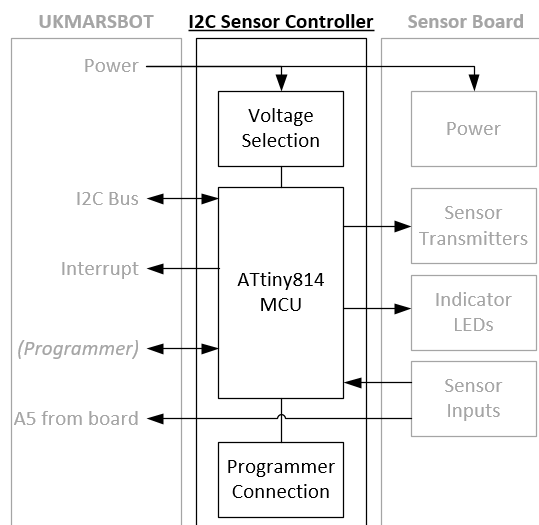 UKMARSBOT
I2C Sensor Controller
Sensor Board
Power
Voltage
Selection
Power
I2C Bus
Sensor
Transmitters
Interrupt
ATtiny814
MCU
Indicator
LEDs
(Programmer)
Sensor
Inputs
A5 from board
Programmer
Connection